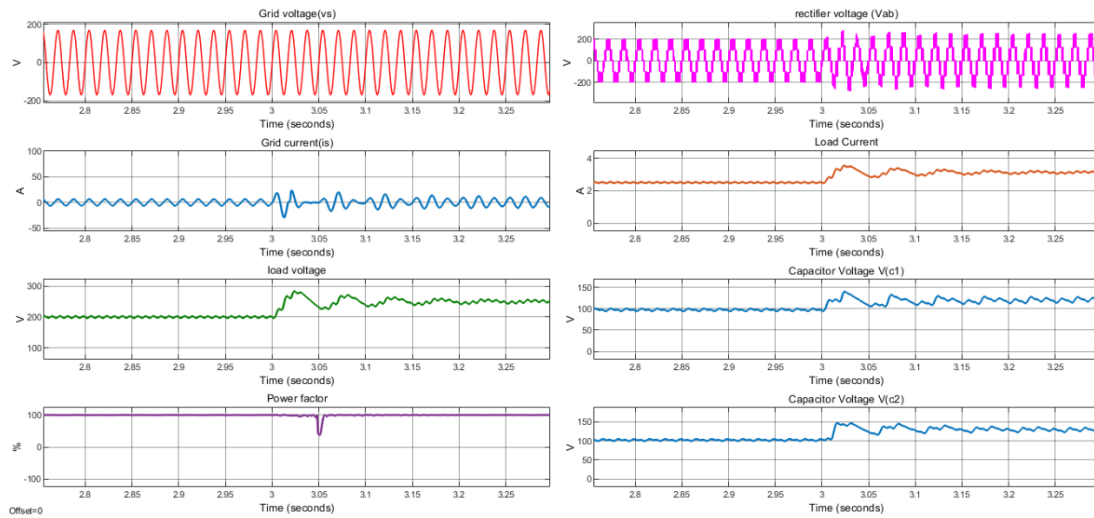 Grid voltage(vs)
200
0
-200
V
2.8 2.85 2.9 2.95 3 3.05 3.1 3.15 3.2 3.25
Time (seconds)
rectifier voltage (Vab)
200
0
-200
V
2.8 2.85 2.9 2.95 3 3.05 3.1 3.15 3.2 3.25
Time (seconds)
Grid current(is)
100
50
0
-50
A
2.8 2.85 2.9 2.95 3 3.05 3.1 3.15 3.2 3.25
Time (seconds)
Load Current
4
2
0
A
2.8 2.85 2.9 2.95 3 3.05 3.1 3.15 3.2 3.25
Time (seconds)
load voltage
300
200
100
V
2.8 2.85 2.9 2.95 3 3.05 3.1 3.15 3.2 3.25
Time (seconds)
Capacitor Voltage V(c1)
150
100
50
0
V
2.8 2.85 2.9 2.95 3 3.05 3.1 3.15 3.2 3.25
Time (seconds)
Power factor
100
0
-100
%
2.8 2.85 2.9 2.95 3 3.05 3.1 3.15 3.2 3.25
Time (seconds)
Capacitor Voltage V(c2)
150
100
50
0
V
2.8 2.85 2.9 2.95 3 3.05 3.1 3.15 3.2 3.25
Time (seconds)
Offset=0